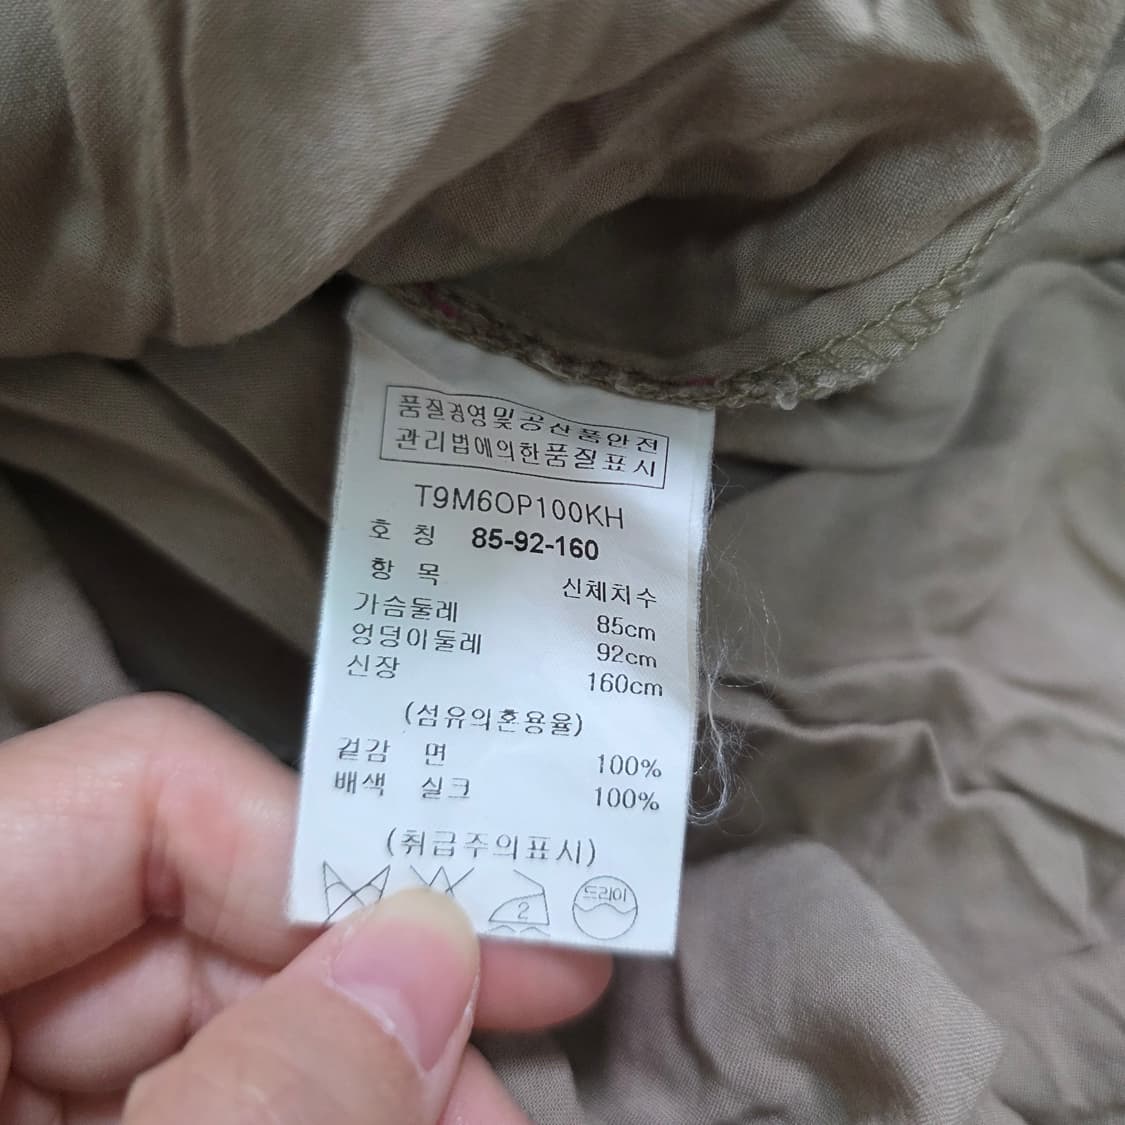 품질경영및공산품안전
관리법에의한품질표시
T9M6OP100KH
호 칭 85-92-160
항 목 신체치수
가슴둘레 85cm
엉덩이둘레 92cm
신장 160cm
(섬유의혼용율)
겉감 면 100%
배색 실크 100%
(취급주의표시)
2 드라이